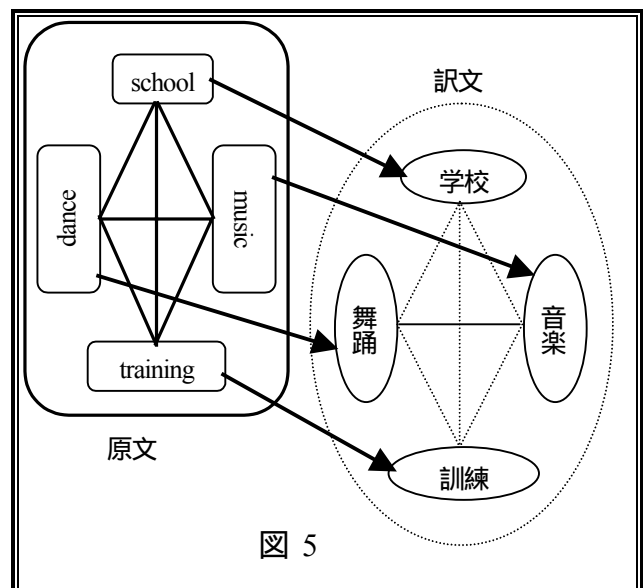 school
dance
music
training
原文
訳文
学校
舞踊
音楽
訓練
図 5